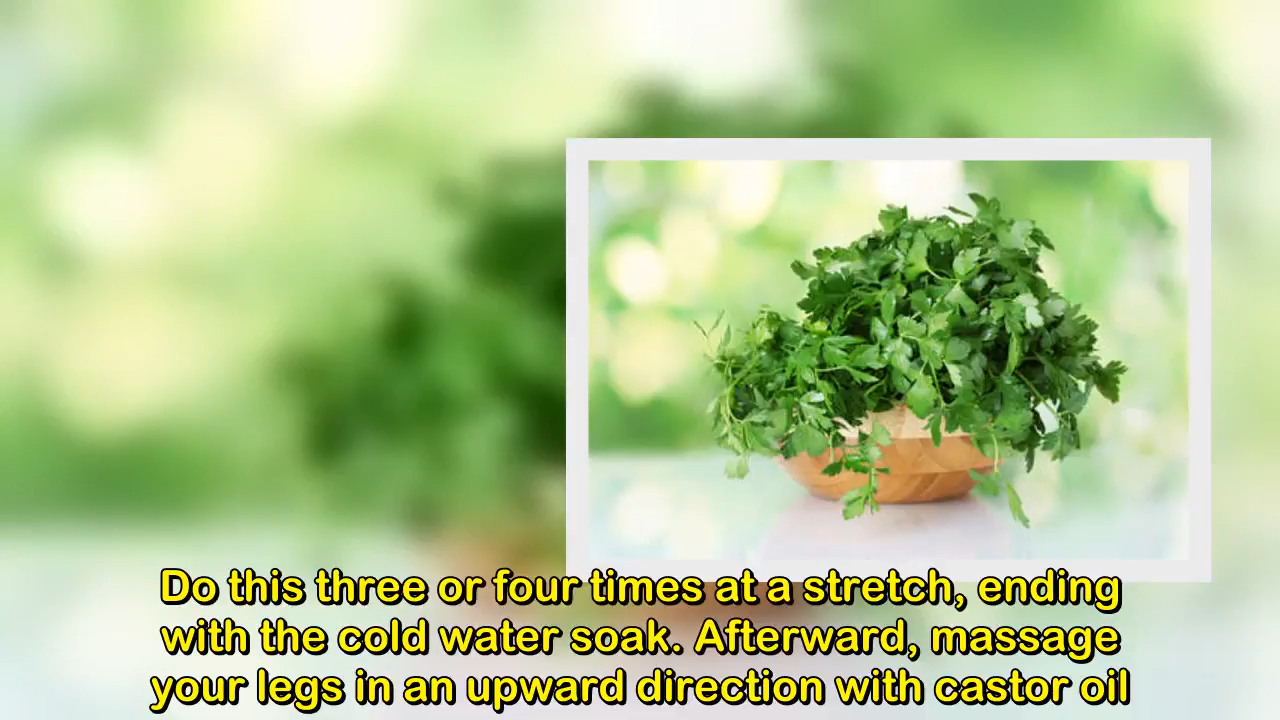 Do this three or four times at a stretch, ending
with the cold water soak. Afterward, massage
your legs in an upward direction with castor oil